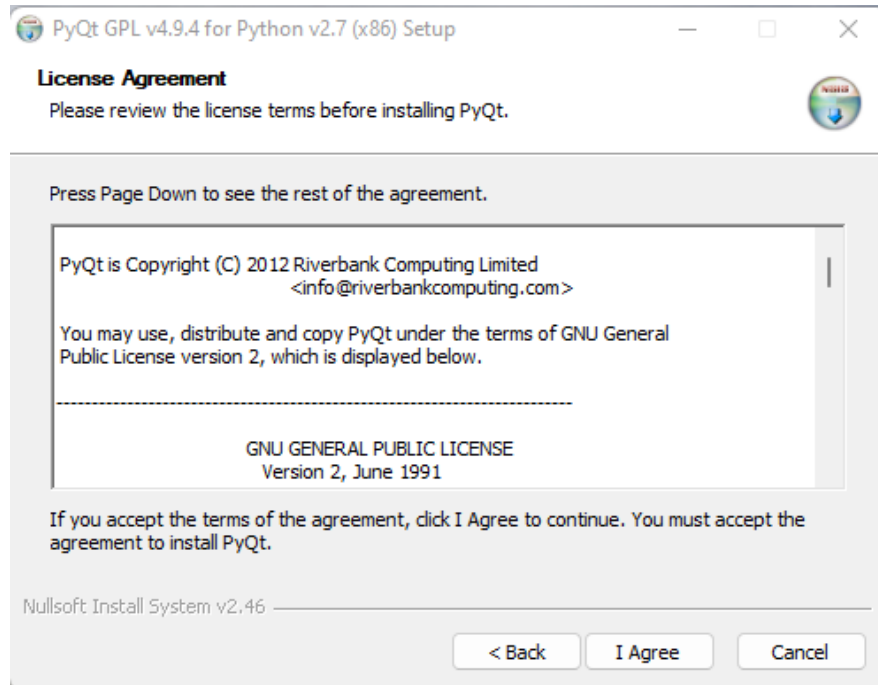 PyQt GPL v4.9.4 for Python v2.7 (x86) Setup
License Agreement
Please review the license terms before installing PyQt.
Press Page Down to see the rest of the agreement.
PyQt is Copyright (C) 2012 Riverbank Computing Limited
<info@riverbankcomputing.com>
You may use, distribute and copy PyQt under the terms of GNU General
Public License version 2, which is displayed below.
-------------------------------------------------------------------------
GNU GENERAL PUBLIC LICENSE
Version 2, June 1991
If you accept the terms of the agreement, click I Agree to continue. You must accept the
agreement to install PyQt.
Nullsoft Install System v2.46
< Back
I Agree
Cancel